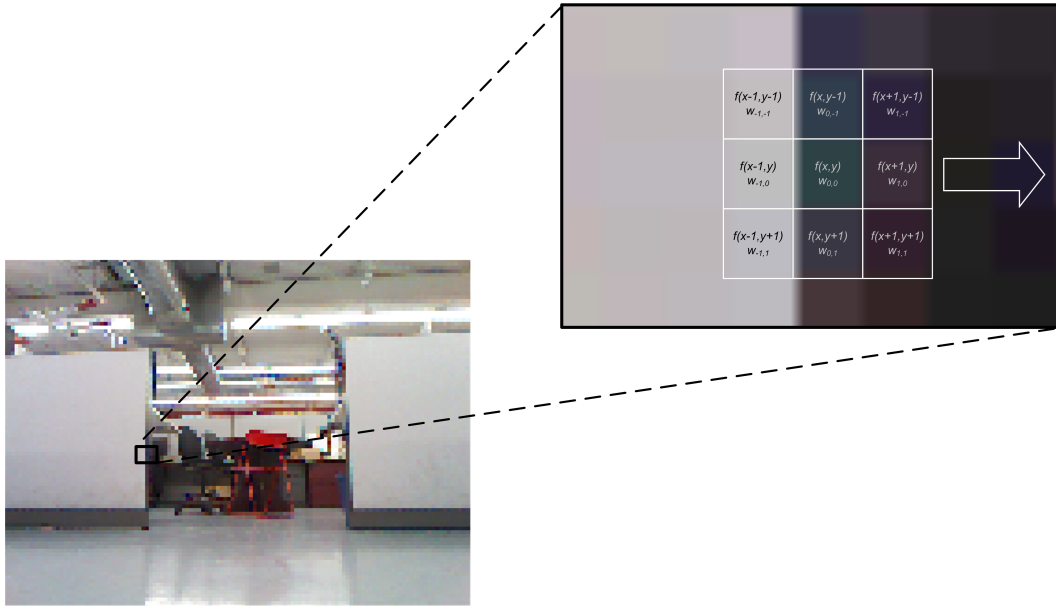 f(x-1,y-1) f(x,y-1) f(x+1,y-1)
w-1,-1 w0,-1 w1,-1
f(x-1,y) f(x,y) f(x+1,y)
w-1,0 w0,0 w1,0
f(x-1,y+1) f(x,y+1) f(x+1,y+1)
w-1,1 w0,1 w1,1